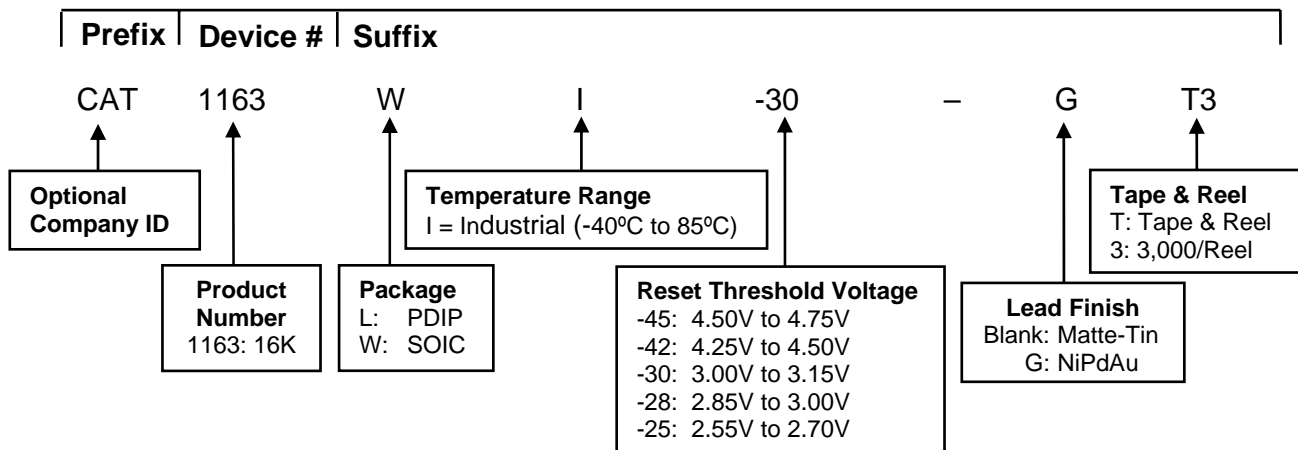 Prefix Device # Suffix
CAT 1163 W I -30 – G T3
Optional
Company ID
Product
Number
1163: 16K
Package
L: PDIP
W: SOIC
Temperature Range
I = Industrial (-40ºC to 85ºC)
Reset Threshold Voltage
-45: 4.50V to 4.75V
-42: 4.25V to 4.50V
-30: 3.00V to 3.15V
-28: 2.85V to 3.00V
-25: 2.55V to 2.70V
Lead Finish
Blank: Matte-Tin
G: NiPdAu
Tape & Reel
T: Tape & Reel
3: 3,000/Reel